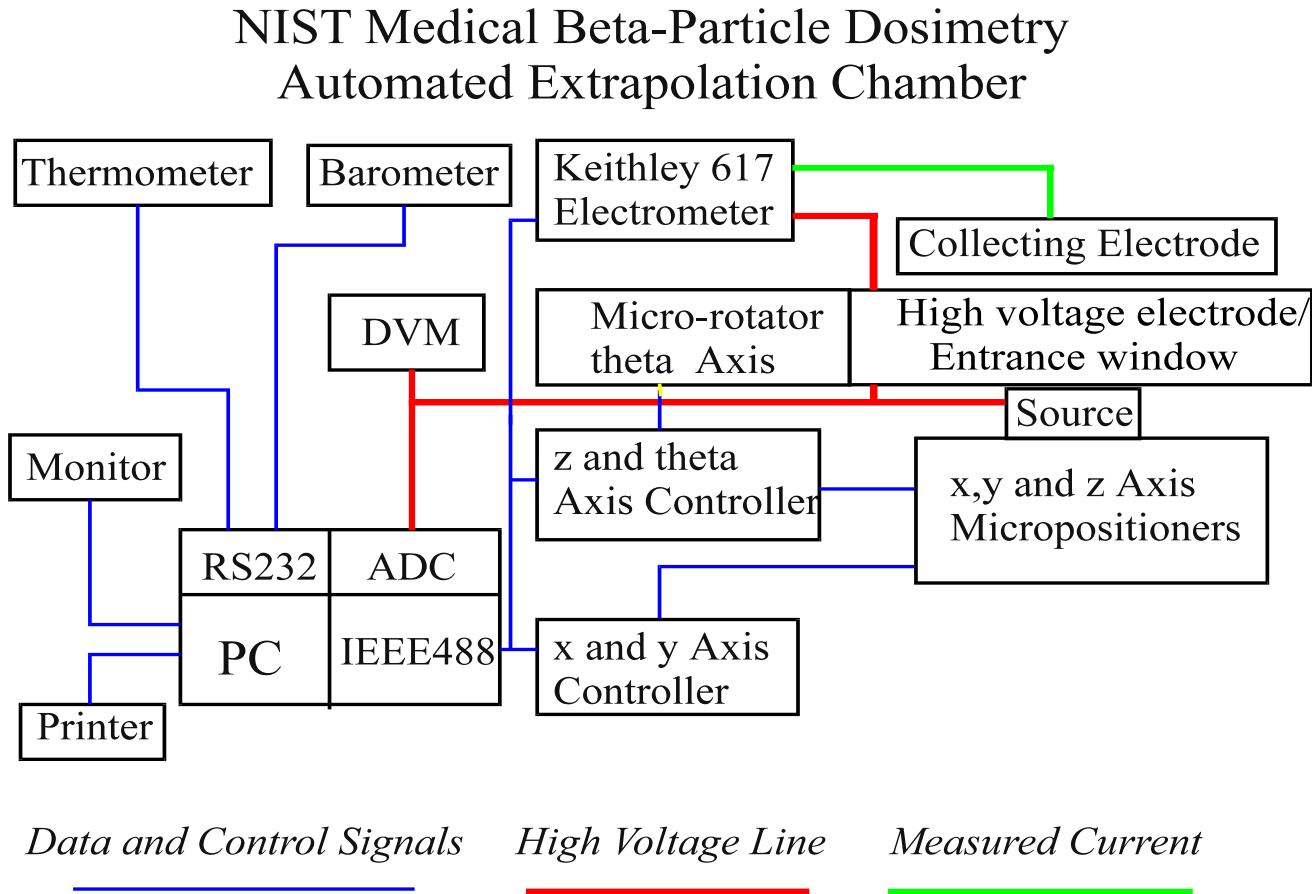 NIST Medical Beta-Particle Dosimetry
Automated Extrapolation Chamber
Thermometer
Barometer
Keithley 617
Electrometer
Collecting Electrode
DVM
Micro-rotator
theta Axis
High voltage electrode/
Entrance window
Source
Monitor
z and theta
Axis Controller
x,y and z Axis
Micropositioners
RS232
ADC
PC
IEEE488
x and y Axis
Controller
Printer
Data and Control Signals
High Voltage Line
Measured Current